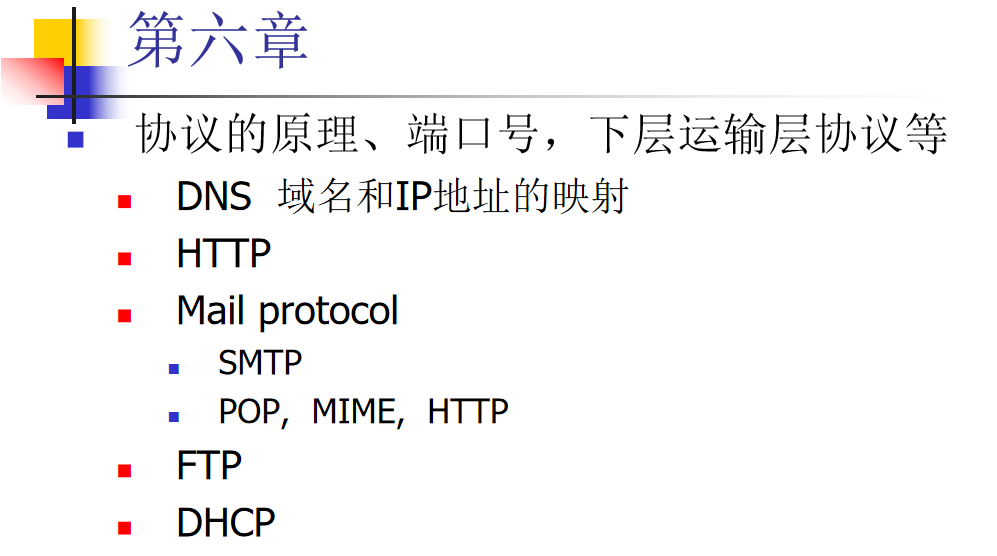 第六章
协议的原理、端口号，下层运输层协议等
DNS 域名和IP地址的映射
HTTP
Mail protocol
SMTP
POP, MIME, HTTP
FTP
DHCP